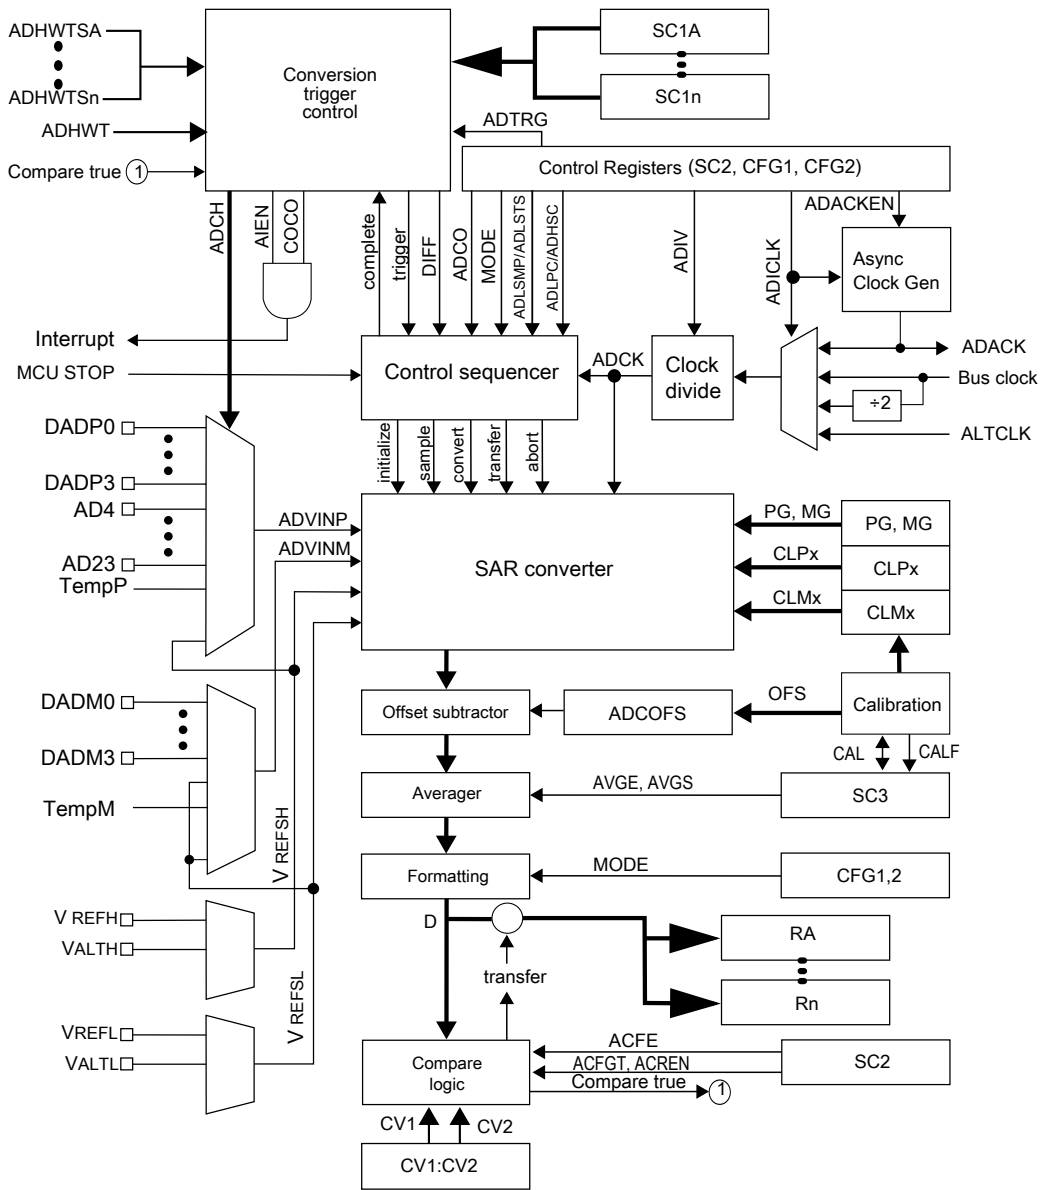 ADHWTSA
ADHWTSn
ADHWT
Compare true 1
Conversion
trigger
control
SC1A
SC1n
ADTRG
Control Registers (SC2, CFG1, CFG2)
ADCH
AIEN
COCO
complete
trigger
DIFF
ADCO
MODE
ADLSMP/ADLSTS
ADLPC/ADHSC
ADIV
ADICLK
ADACKEN
Async
Clock Gen
Interrupt
MCU STOP
Control sequencer
ADCK
Clock
divide
ADACK
Bus clock
÷2
ALTCLK
DADP0
DADP3
AD4
AD23
TempP
initialize
sample
convert
transfer
abort
ADVINP
ADVINM
SAR converter
PG, MG
PG, MG
CLPx
CLPx
CLMx
CLMx
DADM0
DADM3
TempM
Offset subtractor
ADCOFS
OFS
Calibration
CAL
CALF
Averager
AVGE, AVGS
SC3
V REFSH
Formatting
MODE
CFG1,2
V REFH
VALTH
D
RA
transfer
Rn
V REFSL
VREFL
VALTL
Compare
logic
ACFE
ACFGT, ACREN
Compare true 1
SC2
CV1
CV2
CV1:CV2